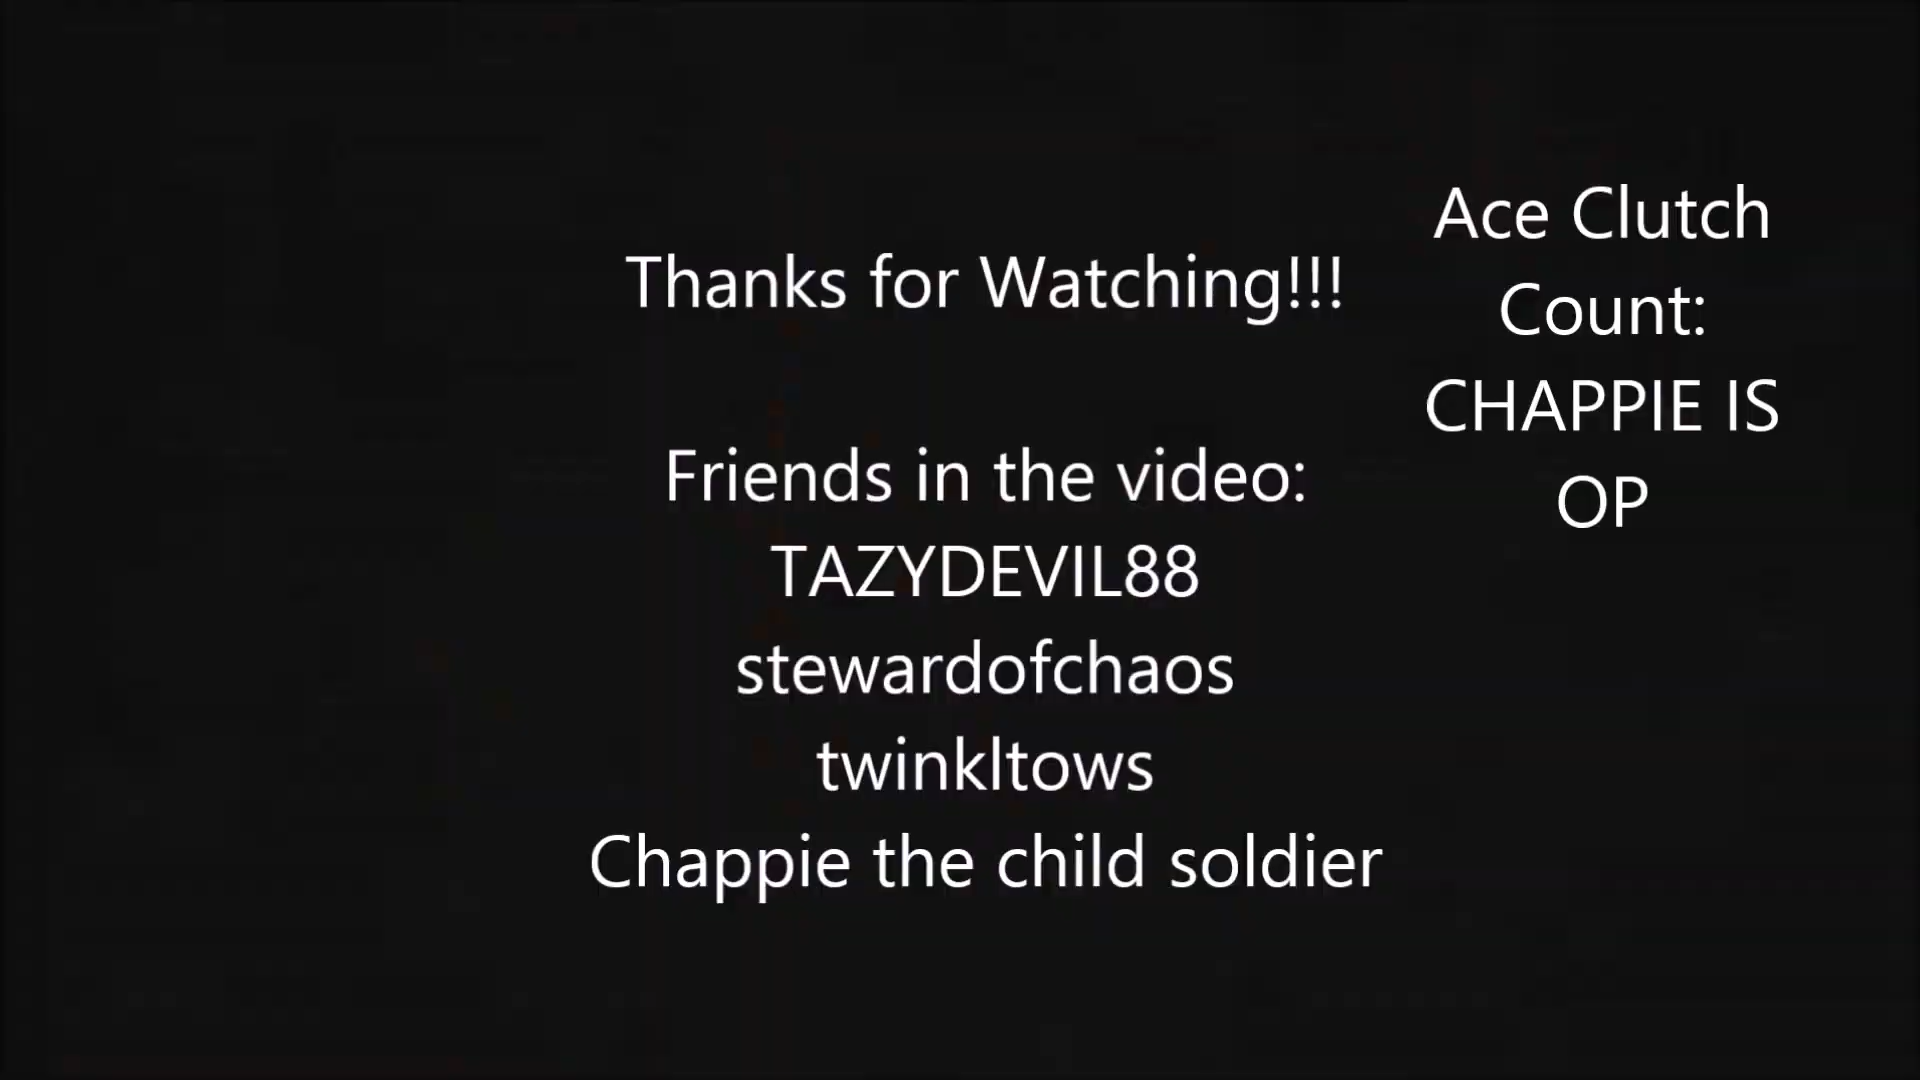 Thanks for Watching!!!
Friends in the video:
TAZYDEVIL88
stewardofchaos
twinkltows
Chappie the child soldier
Ace Clutch
Count:
CHAPPIE IS
OP